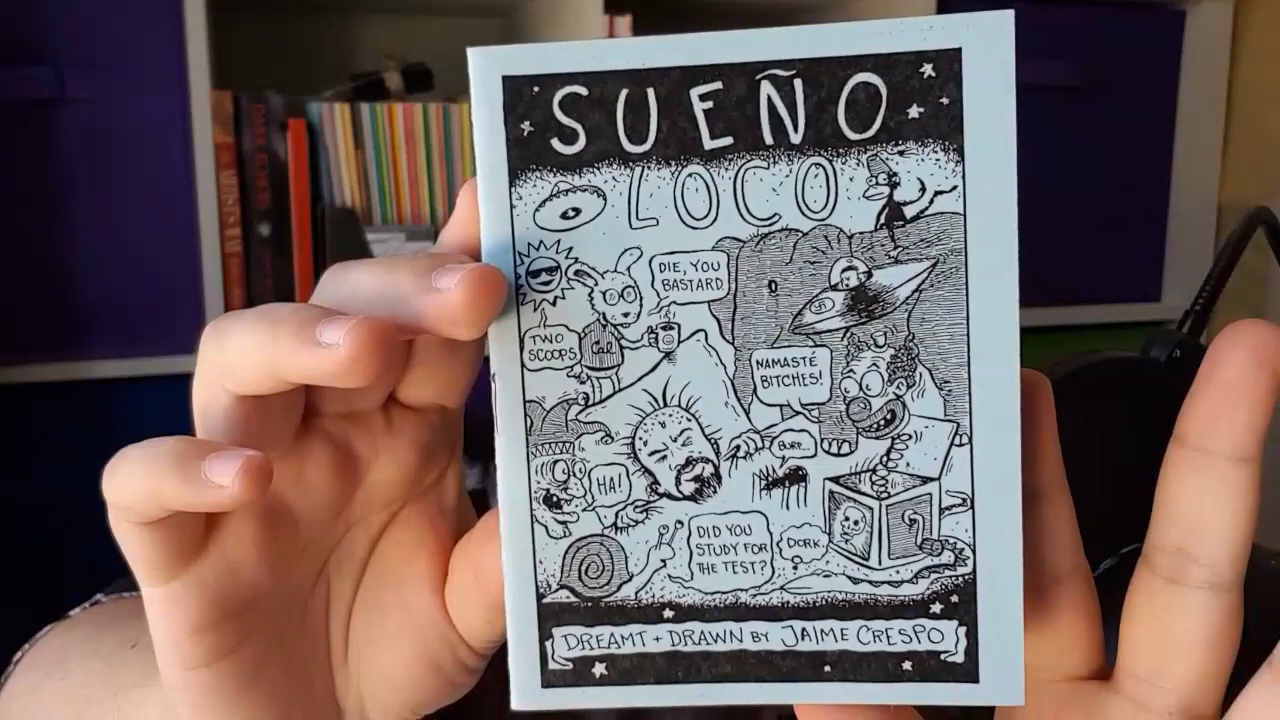 SUEÑO
LOCO
DIE, YOU
BASTARD.
TWO
SCOOPS.
NAMASTÉ
BITCHES!
BURP...
HA!
DID YOU
STUDY FOR
THE TEST?
DORK.
DREAMT + DRAWN BY JAIME CRESPO